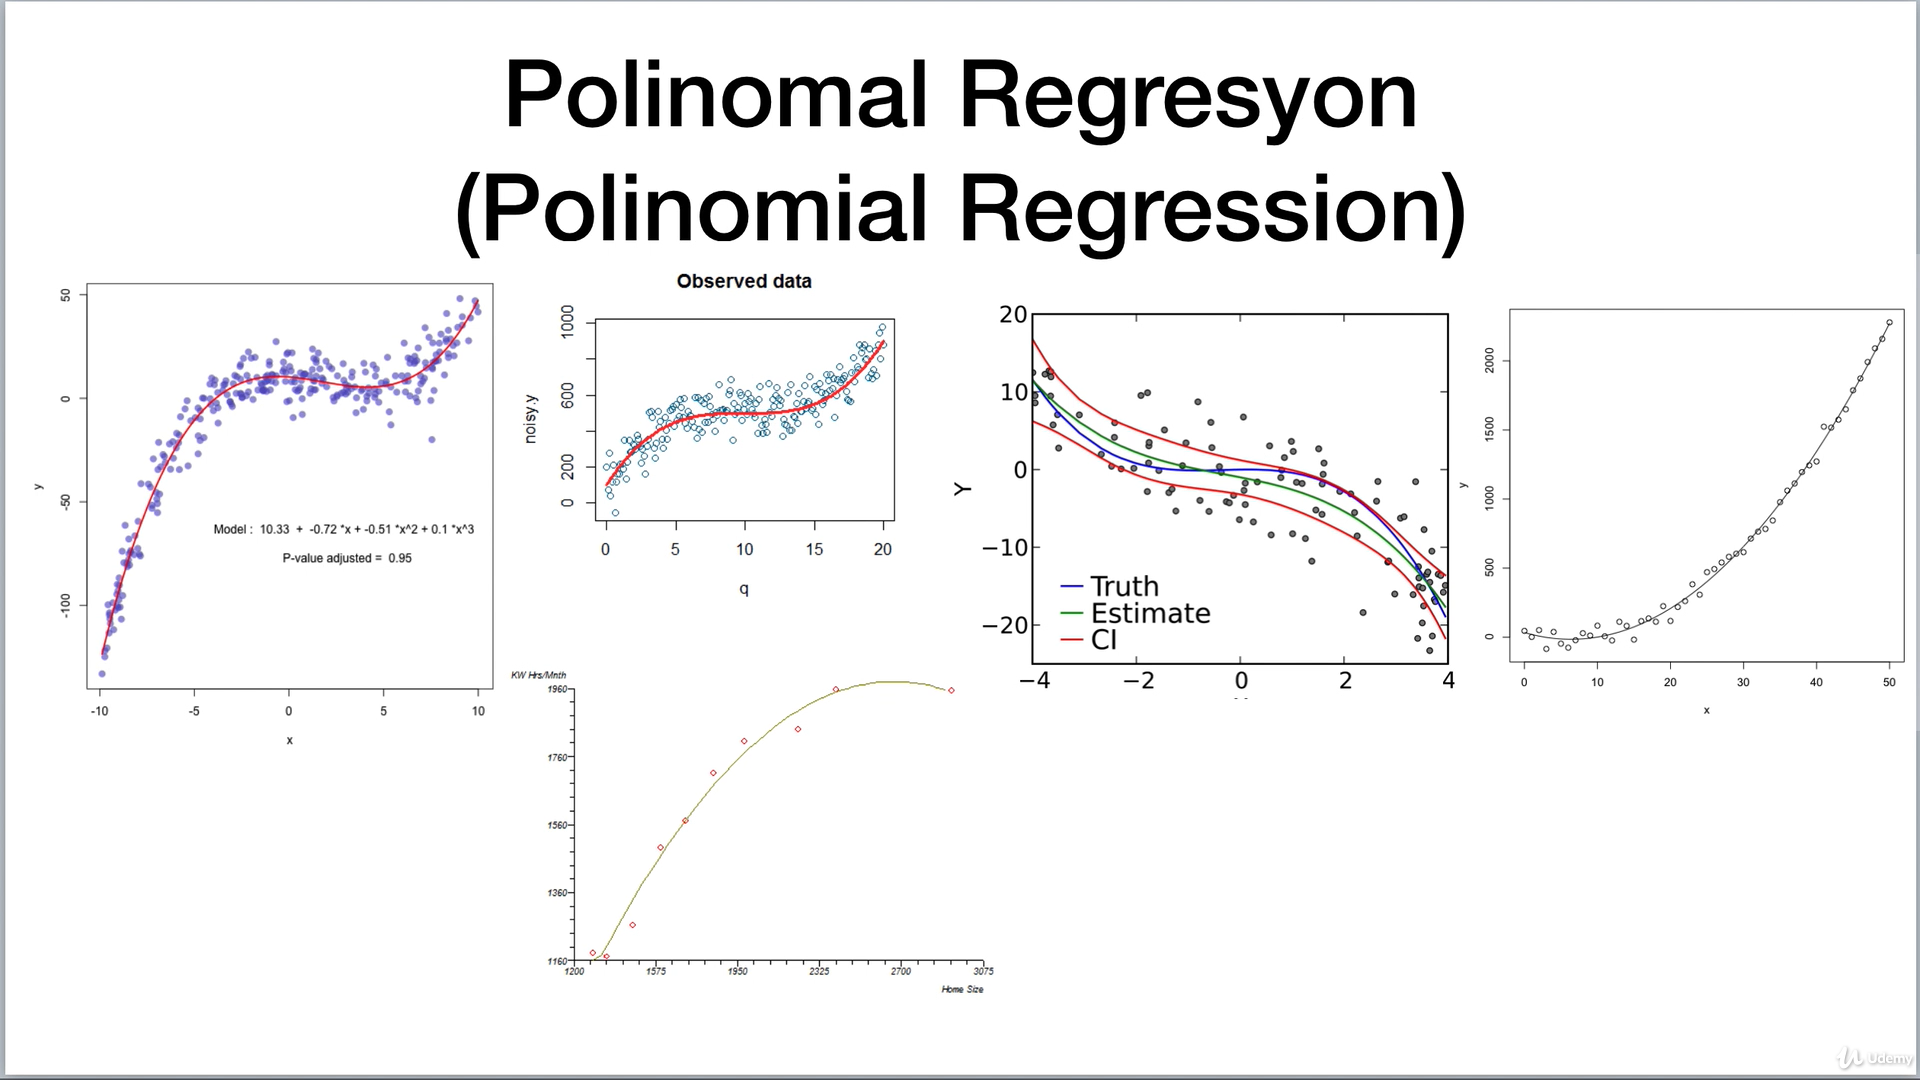 Polinomal Regresyon
(Polinomial Regression)
50
0
-50
-100
y
Model : 10.33 + -0.72 *x + -0.51 *x^2 + 0.1 *x^3
P-value adjusted = 0.95
-10 -5 0 5 10
x
Observed data
1000
600
200
0
noisy.y
0 5 10 15 20
q
20
10
0
−10
−20
Y
Truth
Estimate
CI
−4 −2 0 2 4
2000
1500
1000
500
0
y
0 10 20 30 40 50
x
KW Hrs/Mnth
1960
1760
1560
1360
1160
1200 1575 1950 2325 2700 3075
Home Size
Udemy